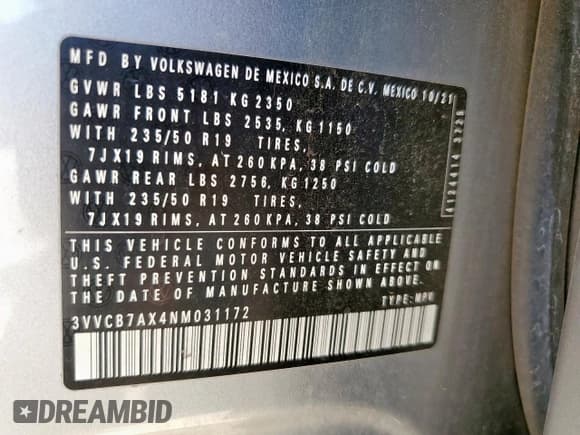 MFD BY VOLKSWAGEN DE MEXICO S.A. DE C.V. MEXICO 10/21
GVWR LBS 5181 KG 2350
GAWR FRONT LBS 2535, KG 1150
WITH 235/50 R19 TIRES,
7JX19 RIMS, AT 260 KPA, 38 PSI COLD
GAWR REAR LBS 2756, KG 1250
WITH 235/50 R19 TIRES,
7JX19 RIMS, AT 260 KPA, 38 PSI COLD
4134414 3728
THIS VEHICLE CONFORMS TO ALL APPLICABLE
U.S. FEDERAL MOTOR VEHICLE SAFETY AND
THEFT PREVENTION STANDARDS IN EFFECT ON
THE DATE OF MANUFACTURE SHOWN ABOVE.
TYPE: MPV
3VVCB7AX4NM031172
DREAMBID